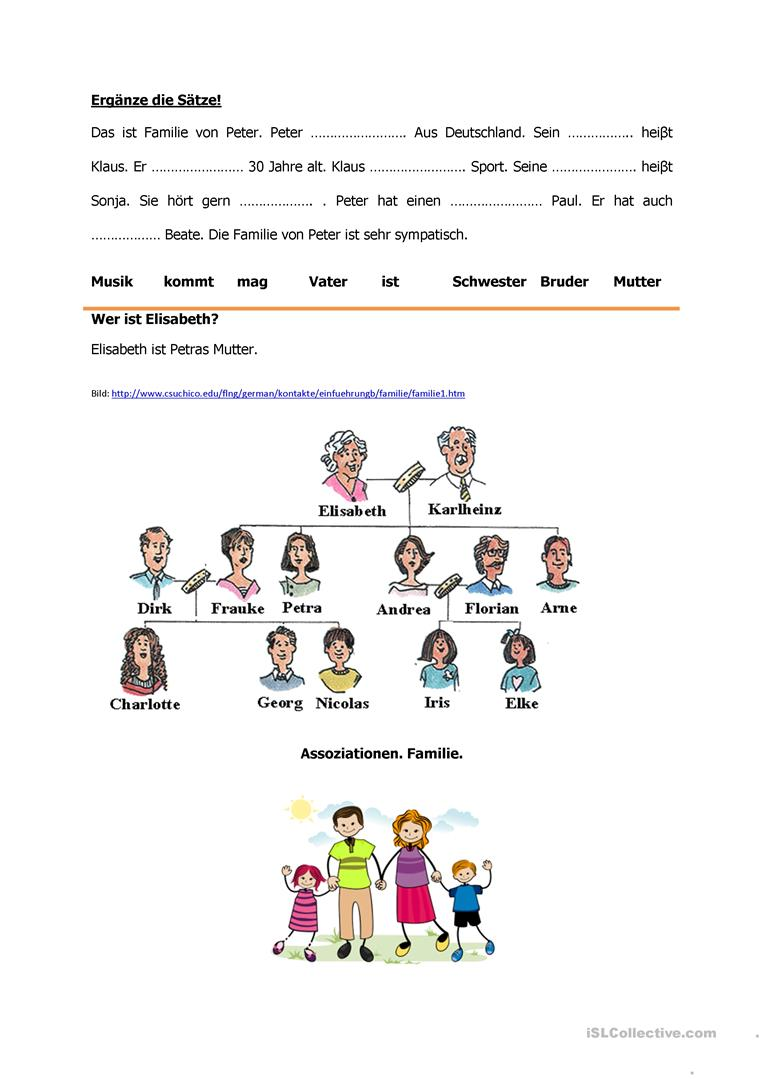 Ergänze die Sätze!
Das ist Familie von Peter. Peter ……………………. Aus Deutschland. Sein …………….. heiβt
Klaus. Er …………………… 30 Jahre alt. Klaus ……………………. Sport. Seine …………………. heiβt
Sonja. Sie hört gern ………………. . Peter hat einen …………………… Paul. Er hat auch
……………… Beate. Die Familie von Peter ist sehr sympatisch.
Musik kommt mag Vater ist Schwester Bruder Mutter
Wer ist Elisabeth?
Elisabeth ist Petras Mutter.
Bild: http://www.csuchico.edu/flng/german/kontakte/einfuehrungb/familie/familie1.htm
Elisabeth Karlheinz
Dirk Frauke Petra Andrea Florian Arne
Charlotte Georg Nicolas Iris Elke
Assoziationen. Familie.
iSLCollective.com